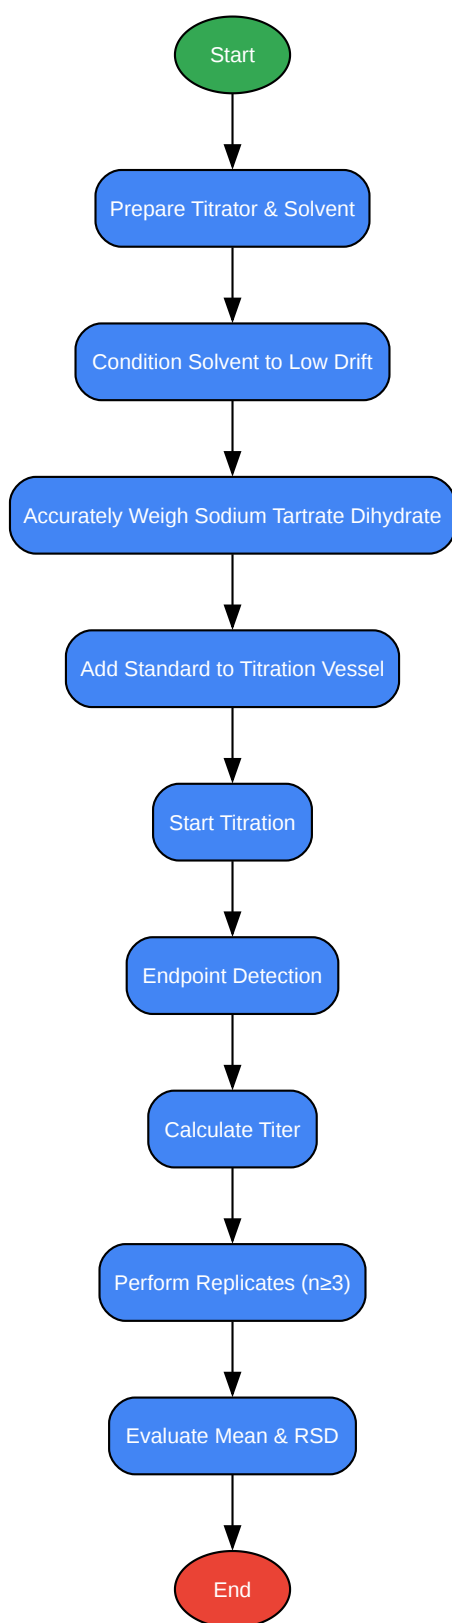 Start
Prepare Titrator & Solvent
Condition Solvent to Low Drift
Accurately Weigh Sodium Tartrate Dihydrate
Add Standard to Titration Vessel
Start Titration
Endpoint Detection
Calculate Titer
Perform Replicates (n≥3)
Evaluate Mean & RSD
End